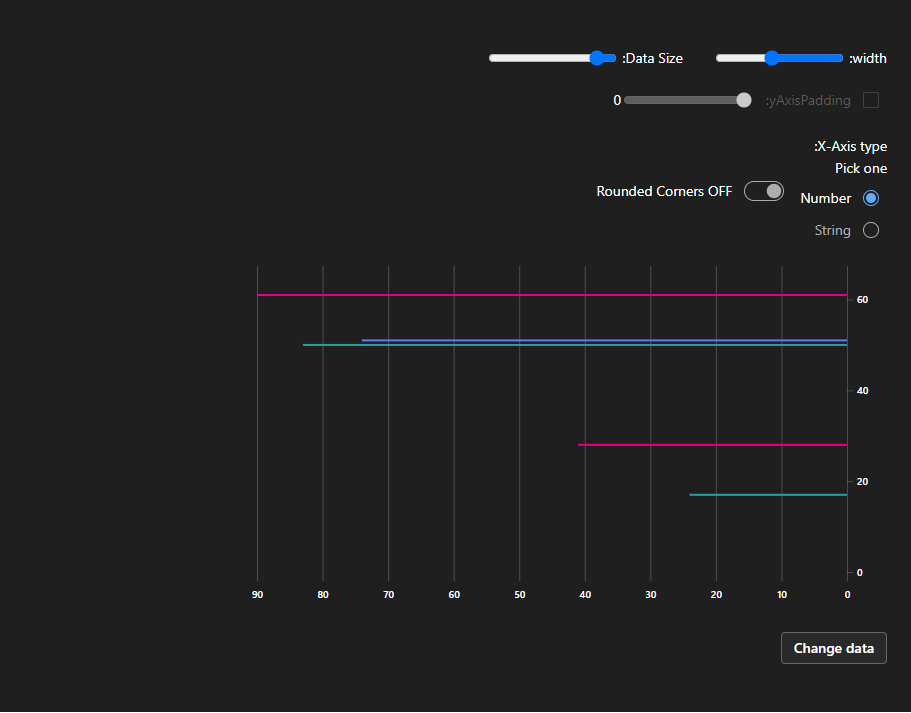 :width
:Data Size
:yAxisPadding
0
:X-Axis type
Pick one
Number
String
Rounded Corners OFF
60
40
20
0
90 80 70 60 50 40 30 20 10 0
Change data